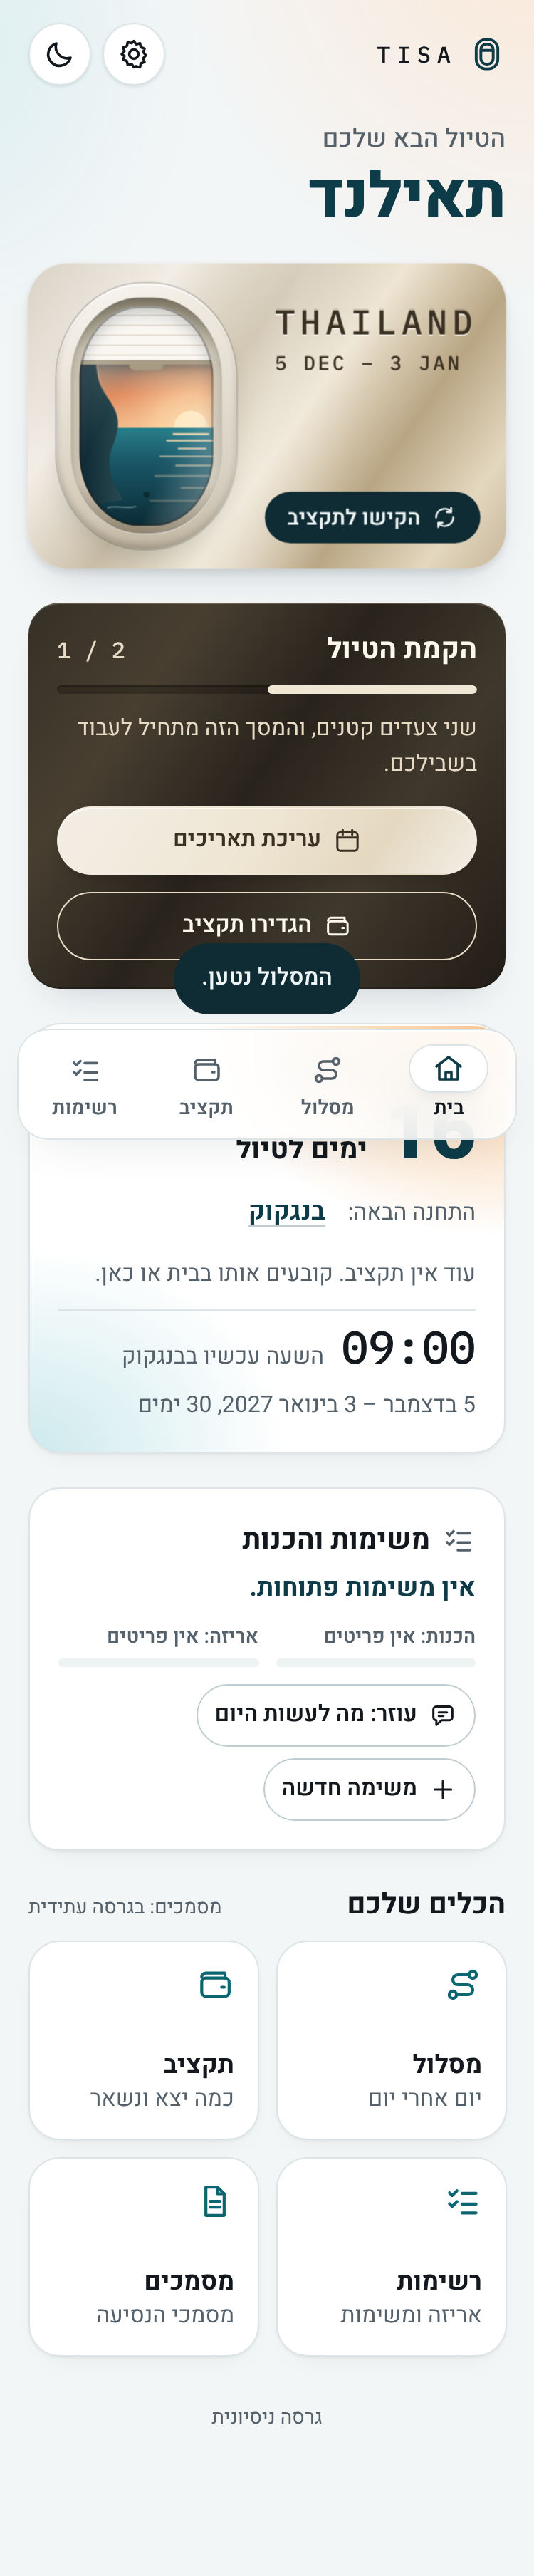 TISA
הטיול הבא שלכם
תאילנד
THAILAND
5 DEC – 3 JAN
הקישו לתקציב
הקמת הטיול
1 / 2
שני צעדים קטנים, והמסך הזה מתחיל לעבוד
בשבילכם.
עריכת תאריכים
הגדירו תקציב
המסלול נטען.
בית
מסלול
תקציב
רשימות
16 ימים לטיול
התחנה הבאה: בנגקוק
עוד אין תקציב. קובעים אותו בבית או כאן.
09:00 השעה עכשיו בבנגקוק
5 בדצמבר – 3 בינואר 2027, 30 ימים
משימות והכנות
אין משימות פתוחות.
הכנות: אין פריטים
אריזה: אין פריטים
עוזר: מה לעשות היום
משימה חדשה
הכלים שלכם
מסמכים: בגרסה עתידית
מסלול
יום אחרי יום
תקציב
כמה יצא ונשאר
רשימות
אריזה ומשימות
מסמכים
מסמכי הנסיעה
גרסה ניסיונית